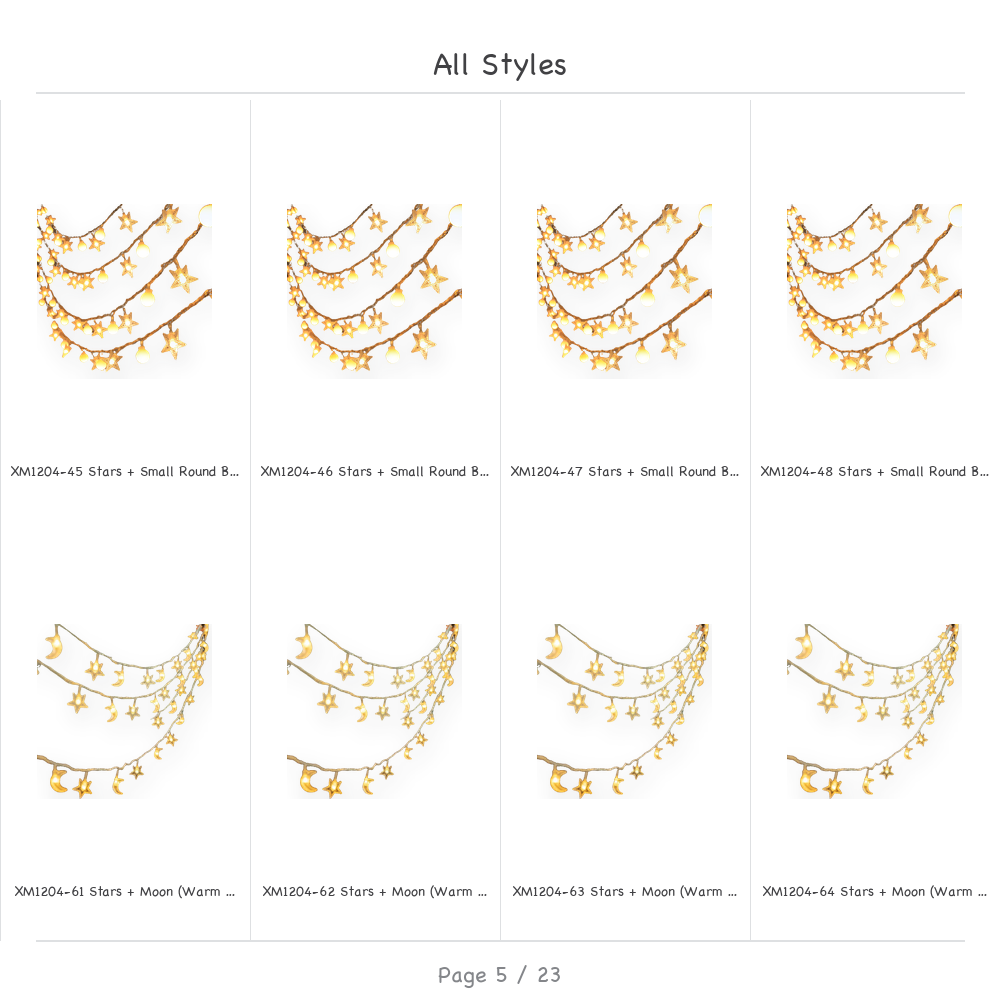 All Styles
XM1204-45 Stars + Small Round B...
XM1204-46 Stars + Small Round B...
XM1204-47 Stars + Small Round B...
XM1204-48 Stars + Small Round B...
XM1204-61 Stars + Moon (Warm ...
XM1204-62 Stars + Moon (Warm ...
XM1204-63 Stars + Moon (Warm ...
XM1204-64 Stars + Moon (Warm ...
Page 5 / 23